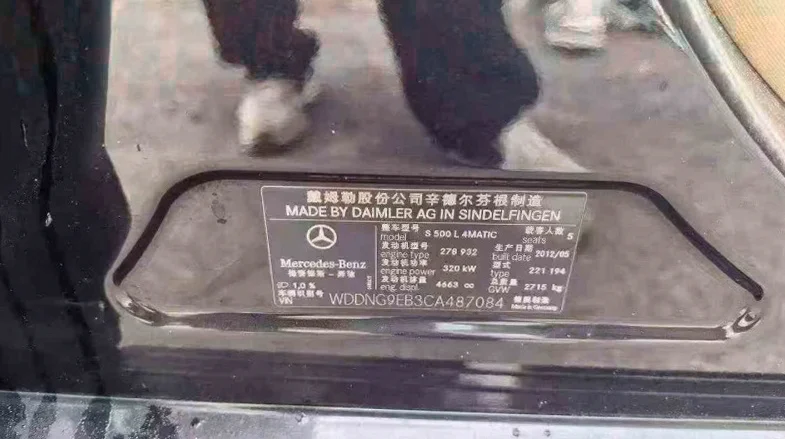 戴姆勒股份公司辛德尔芬根制造
MADE BY DAIMLER AG IN SINDELFINGEN
整车型号 model S 500 L 4MATIC 乘客人数 seats 5
发动机型号 engine type 278 932 生产日期 built date 2012/05
发动机功率 engine power 320 kW 型式 type 221 194
发动机排量 eng. displ. 4663 cc 总质量 GVW 2715 kg
Mercedes-Benz
梅赛德斯-奔驰
1,0 %
车辆识别号 VIN WDDNG9EB3CA487084 德国制造
Made in Germany